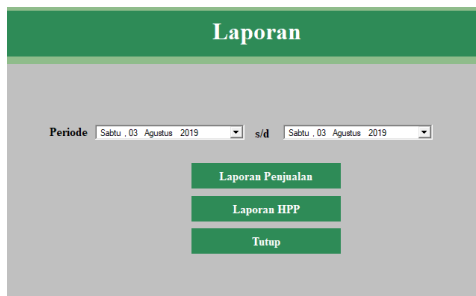 Laporan
Periode Sabtu , 03 Agustus 2019 s/d Sabtu , 03 Agustus 2019
Laporan Penjualan
Laporan HPP
Tutup